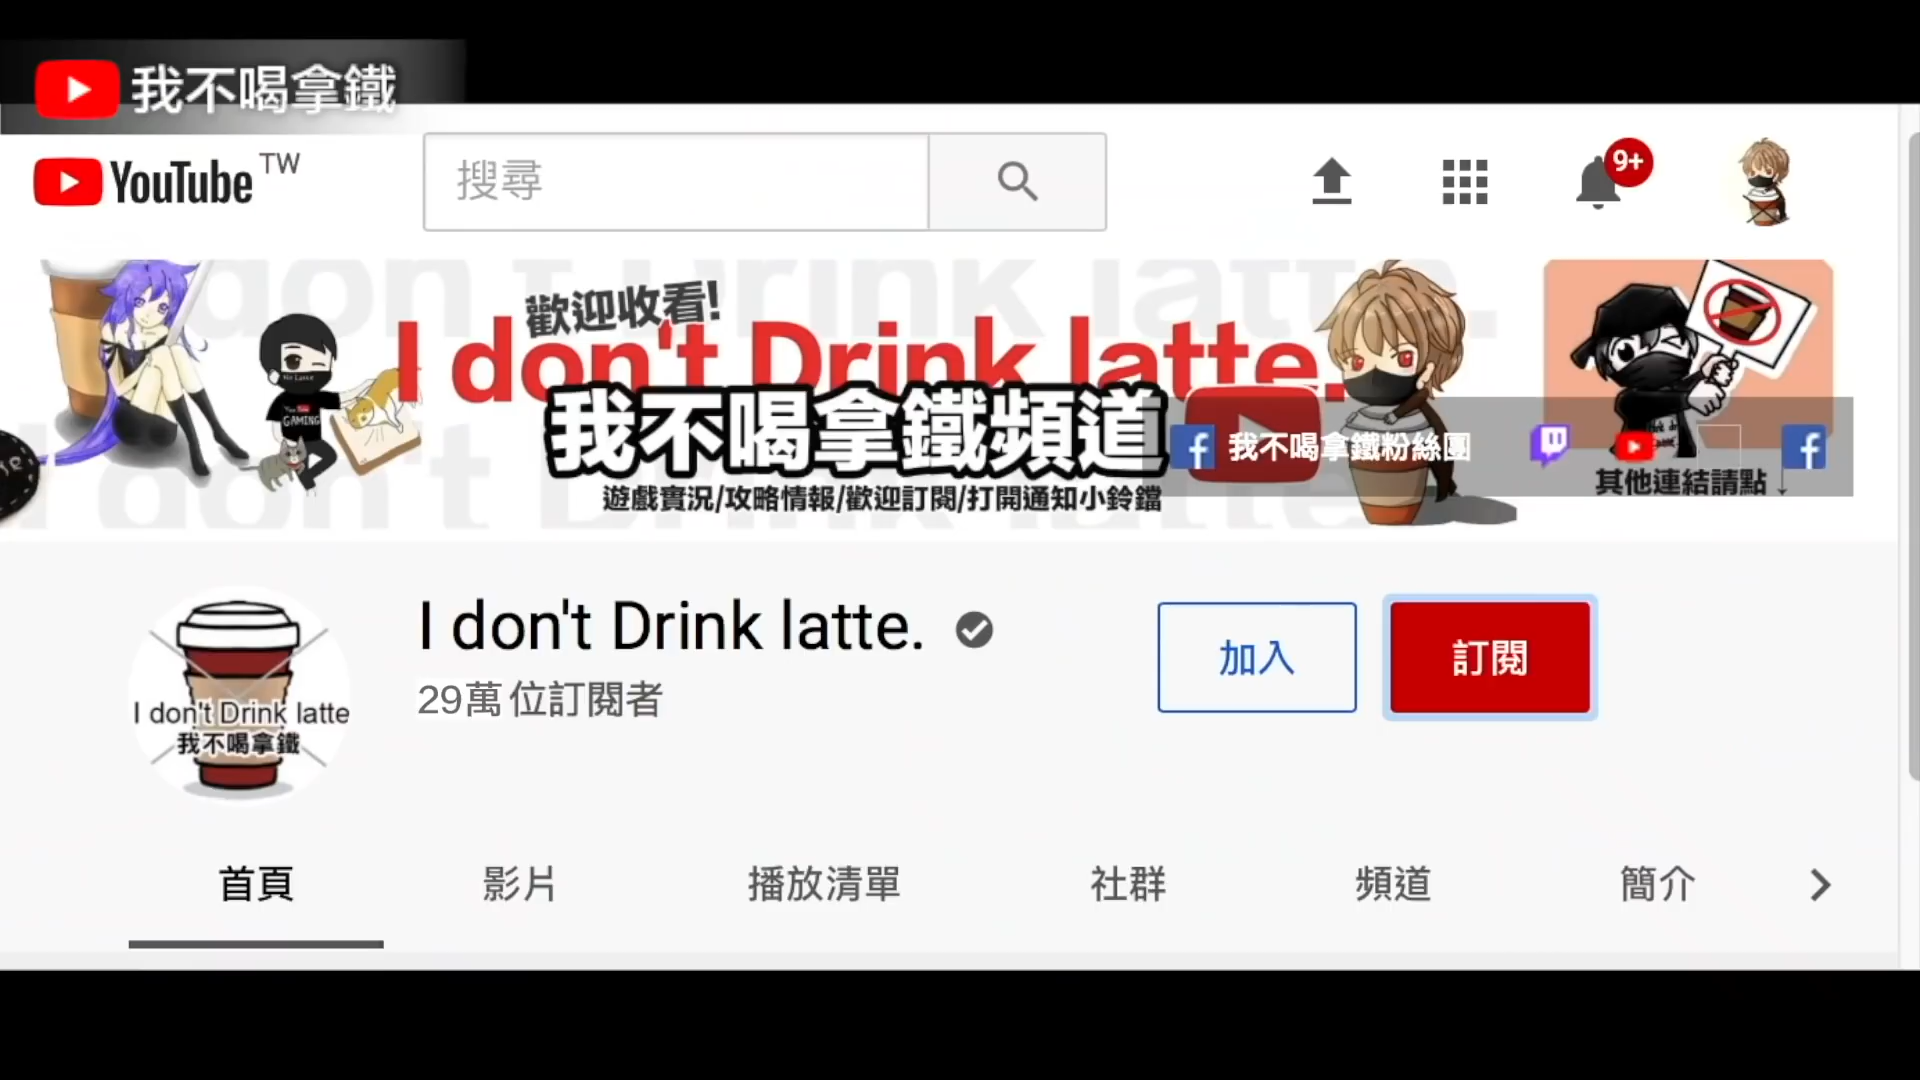 我不喝拿鐵
YouTube TW
搜尋
9+
歡迎收看!
I don't Drink latte.
我不喝拿鐵頻道
遊戲實況/攻略情報/歡迎訂閱/打開通知小鈴鐺
我不喝拿鐵粉絲團
其他連結請點↓
GAMING
I don't Drink latte.
29萬 位訂閱者
加入
訂閱
I don't Drink latte
我不喝拿鐵
首頁
影片
播放清單
社群
頻道
簡介